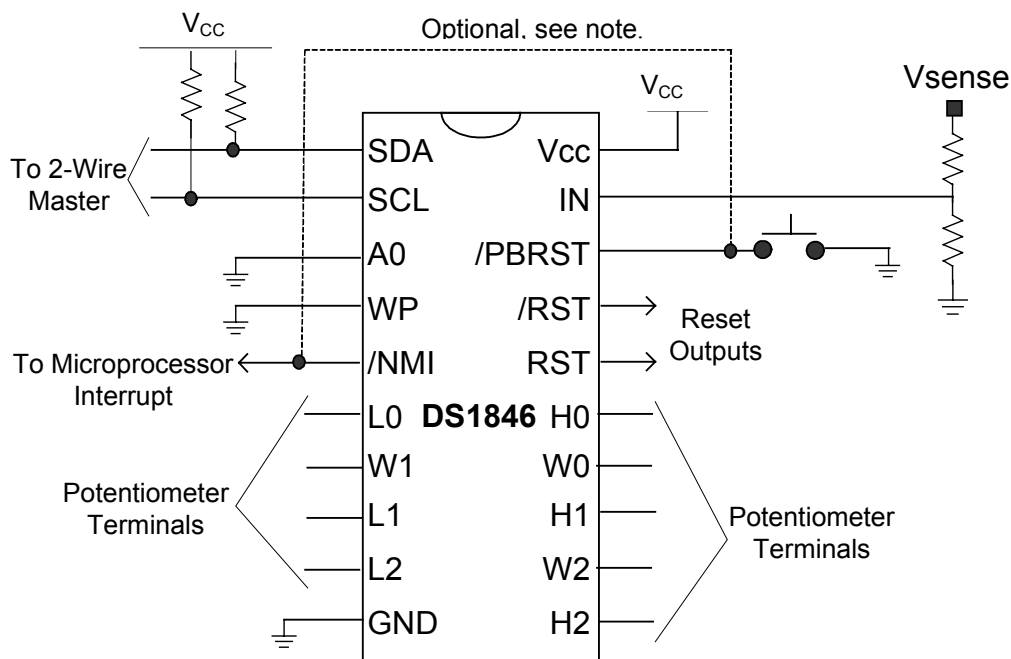 V_CC
Optional, see note.
V_CC
Vsense
To 2-Wire
Master
SDA
SCL
A0
WP
/NMI
L0
W1
L1
L2
GND
DS1846
Vcc
IN
/PBRST
/RST
RST
H0
W0
H1
W2
H2
To Microprocessor
Interrupt
Reset
Outputs
Potentiometer
Terminals
Potentiometer
Terminals